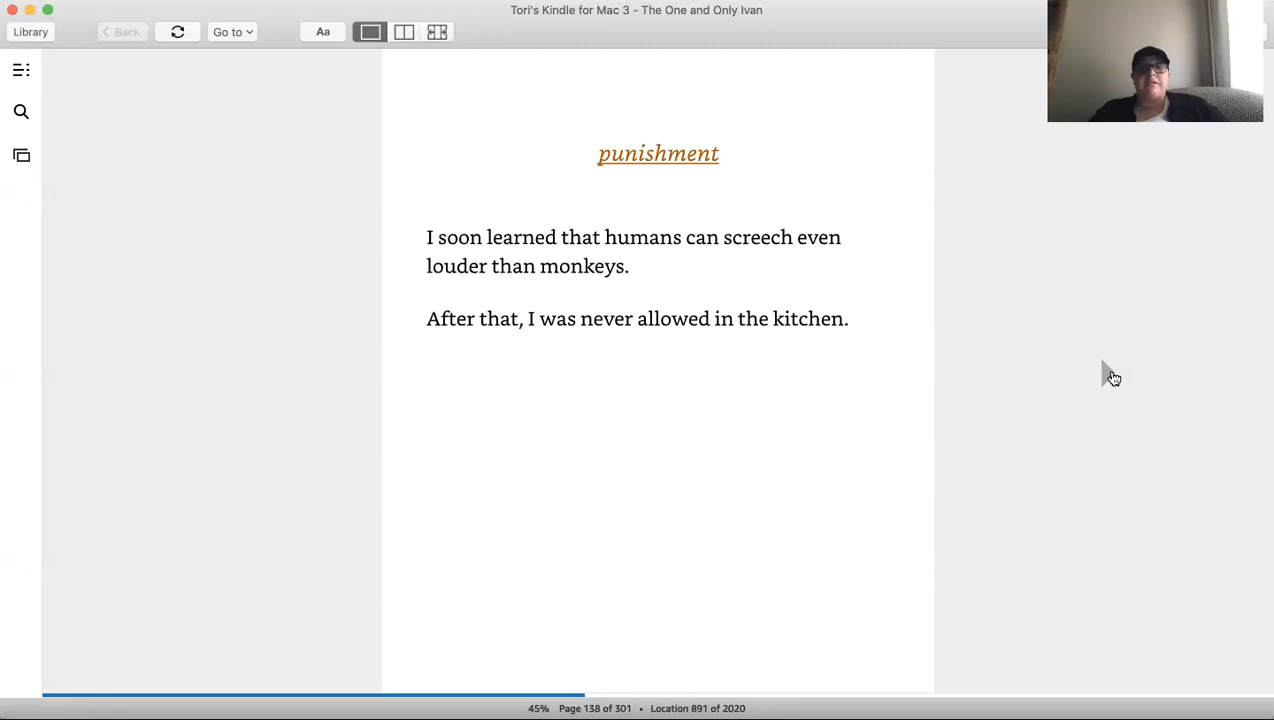 Tori's Kindle for Mac 3 - The One and Only Ivan
Library
Back
Go to
Aa
punishment
I soon learned that humans can screech even
louder than monkeys.
After that, I was never allowed in the kitchen.
45% Page 138 of 301 • Location 891 of 2020